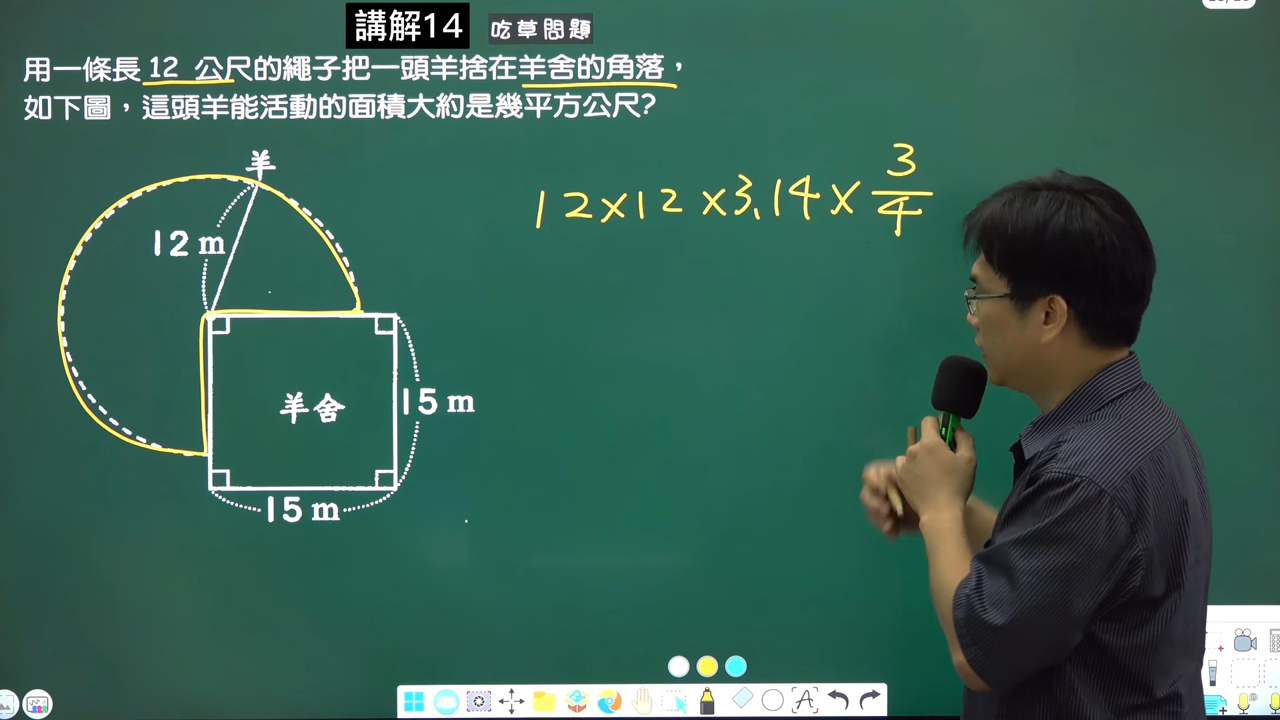 講解14 吃草問題
用一條長 12 公尺的繩子把一頭羊捨在羊舍的角落，
如下圖，這頭羊能活動的面積大約是幾平方公尺?
羊
12 m
12×12×3.14×3/4
羊舍
15 m
15 m